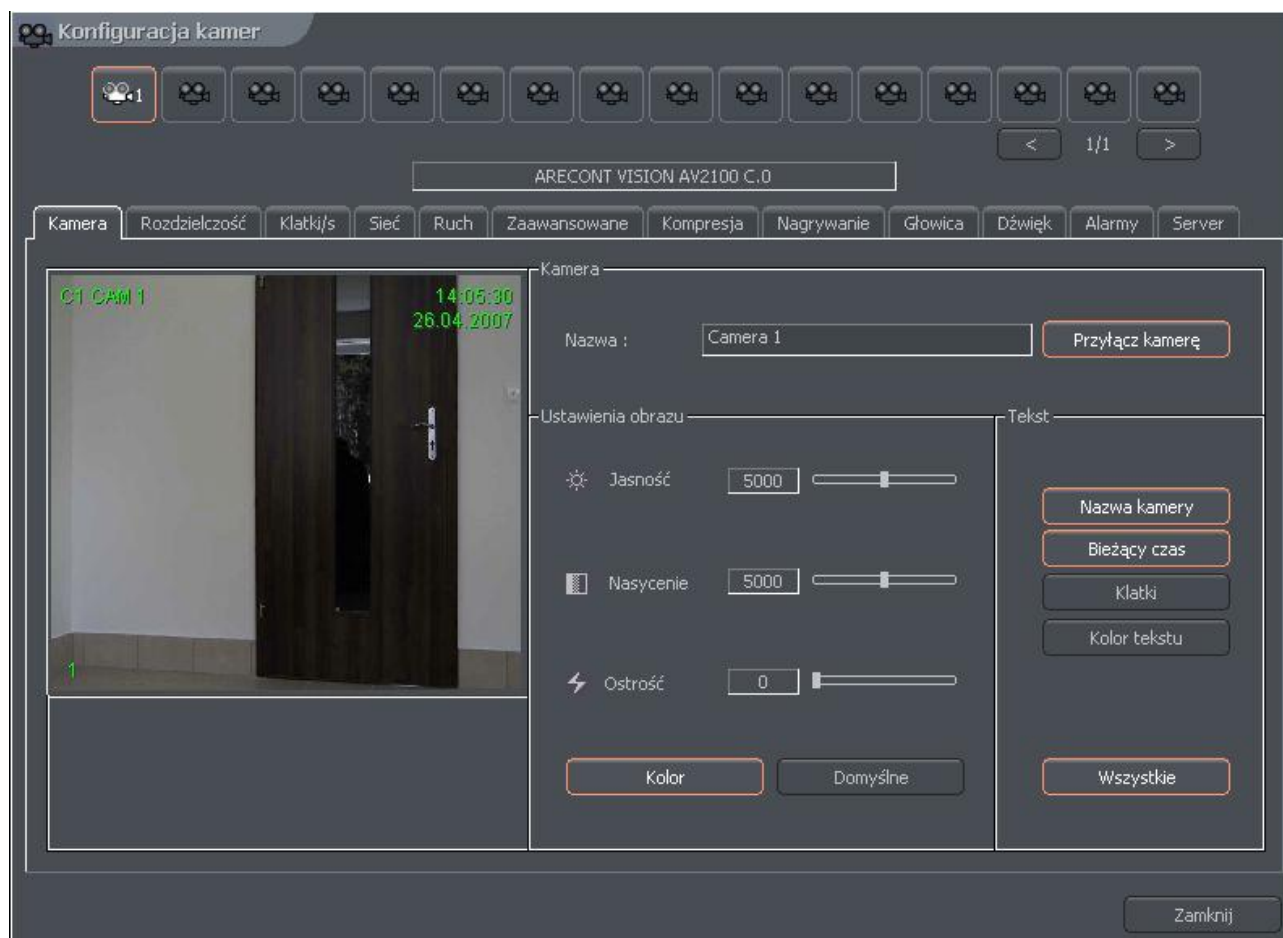 Konfiguracja kamer
1
< 1/1 >
ARECONT VISION AV2100 C.0
Kamera Rozdzielczość Klatki/s Sieć Ruch Zaawansowane Kompresja Nagrywanie Głowica Dźwięk Alarmy Server
C1 CAM 1 14:05:30
26.04.2007
1
Kamera
Nazwa : Camera 1 Przyłącz kamerę
Ustawienia obrazu
Jasność 5000
Nasycenie 5000
Ostrość 0
Kolor Domyślne
Tekst
Nazwa kamery
Bieżący czas
Klatki
Kolor tekstu
Wszystkie
Zamknij